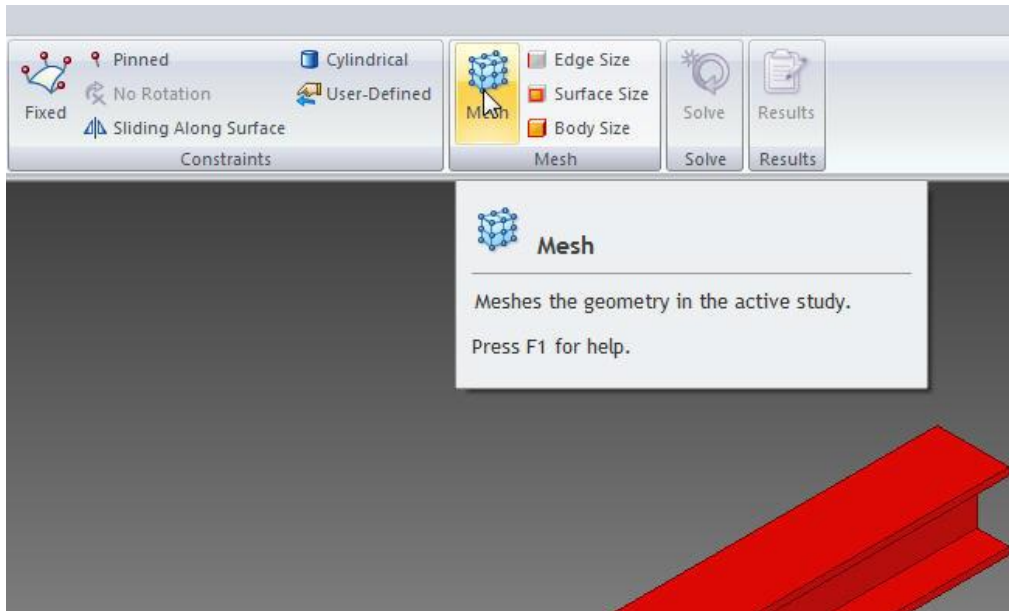 Fixed
Pinned
No Rotation
Sliding Along Surface
Cylindrical
User-Defined
Constraints
Mesh
Edge Size
Surface Size
Body Size
Mesh
Solve
Solve
Results
Results
Mesh
Meshes the geometry in the active study.
Press F1 for help.